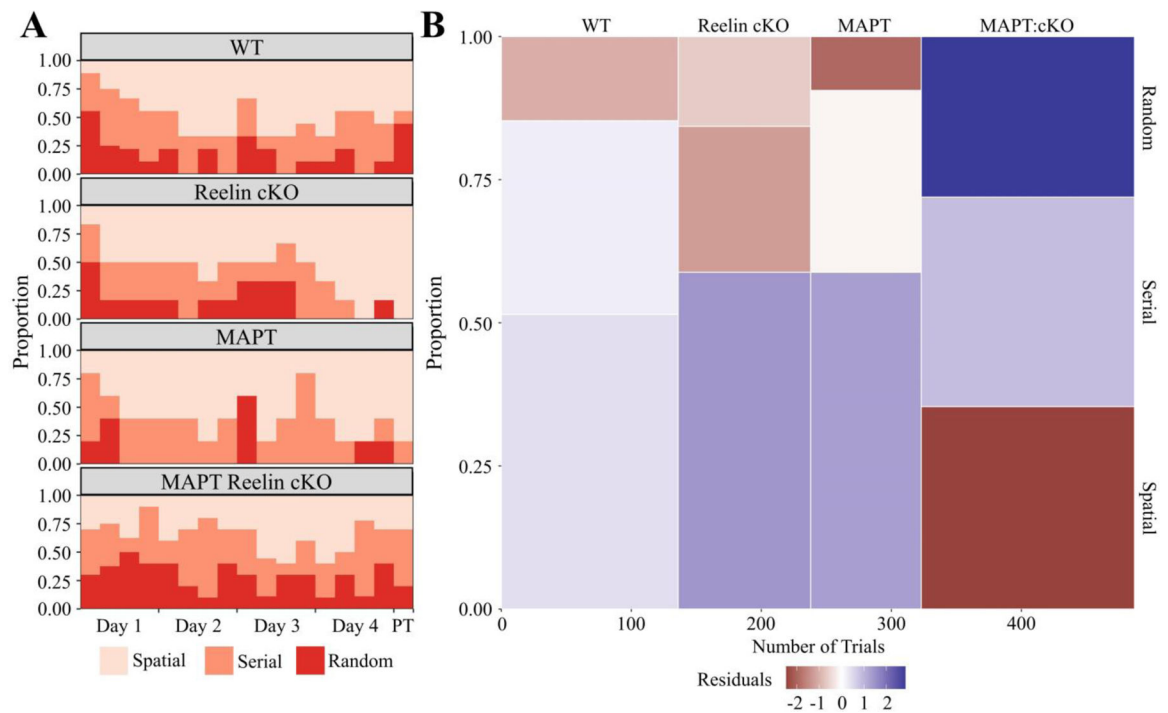 A
WT
1.00
0.75
0.50
0.25
0.00
Reelin cKO
1.00
0.75
0.50
0.25
0.00
MAPT
1.00
0.75
0.50
0.25
0.00
MAPT Reelin cKO
1.00
0.75
0.50
0.25
0.00
Proportion
Day 1 Day 2 Day 3 Day 4 PT
Spatial Serial Random
B
WT Reelin cKO MAPT MAPT:cKO
1.00
0.75
0.50
0.25
0.00
Proportion
Random
Serial
Spatial
0 100 200 300 400
Number of Trials
Residuals
-2 -1 0 1 2